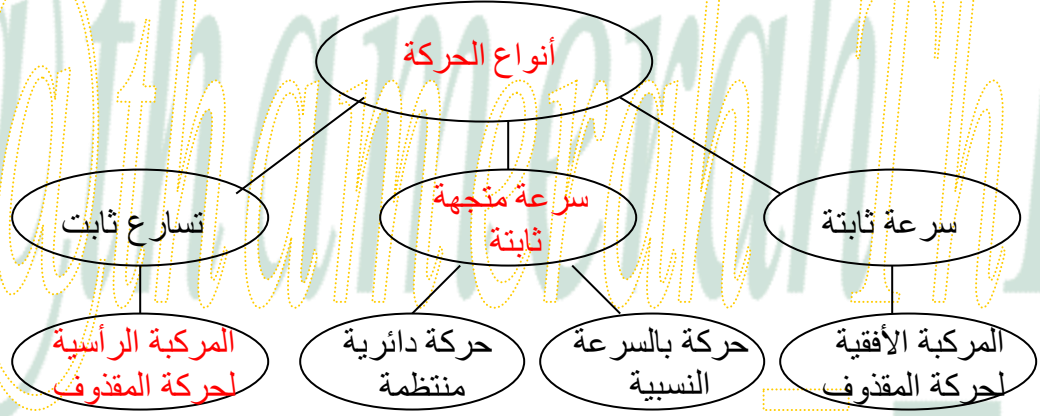 أنواع الحركة
سرعة ثابتة
سرعة متجهة
ثابتة
تسارع ثابت
المركبة الأفقية
لحركة المقذوف
حركة بالسرعة
النسبية
حركة دائرية
منتظمة
المركبة الرأسية
لحركة المقذوف